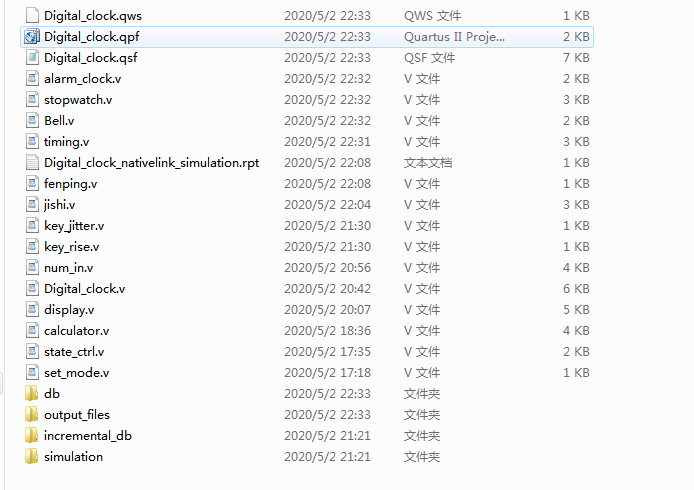 Digital_clock.qws 2020/5/2 22:33 QWS 文件 1 KB
Digital_clock.qpf 2020/5/2 22:33 Quartus II Proje... 2 KB
Digital_clock.qsf 2020/5/2 22:33 QSF 文件 7 KB
alarm_clock.v 2020/5/2 22:32 V 文件 2 KB
stopwatch.v 2020/5/2 22:32 V 文件 3 KB
Bell.v 2020/5/2 22:32 V 文件 2 KB
timing.v 2020/5/2 22:31 V 文件 3 KB
Digital_clock_nativelink_simulation.rpt 2020/5/2 22:08 文本文档 1 KB
fenping.v 2020/5/2 22:08 V 文件 1 KB
jishi.v 2020/5/2 22:04 V 文件 3 KB
key_jitter.v 2020/5/2 21:30 V 文件 1 KB
key_rise.v 2020/5/2 21:30 V 文件 1 KB
num_in.v 2020/5/2 20:56 V 文件 4 KB
Digital_clock.v 2020/5/2 20:42 V 文件 6 KB
display.v 2020/5/2 20:07 V 文件 5 KB
calculator.v 2020/5/2 18:36 V 文件 4 KB
state_ctrl.v 2020/5/2 17:35 V 文件 2 KB
set_mode.v 2020/5/2 17:18 V 文件 1 KB
db 2020/5/2 22:33 文件夹
output_files 2020/5/2 22:33 文件夹
incremental_db 2020/5/2 21:21 文件夹
simulation 2020/5/2 21:21 文件夹